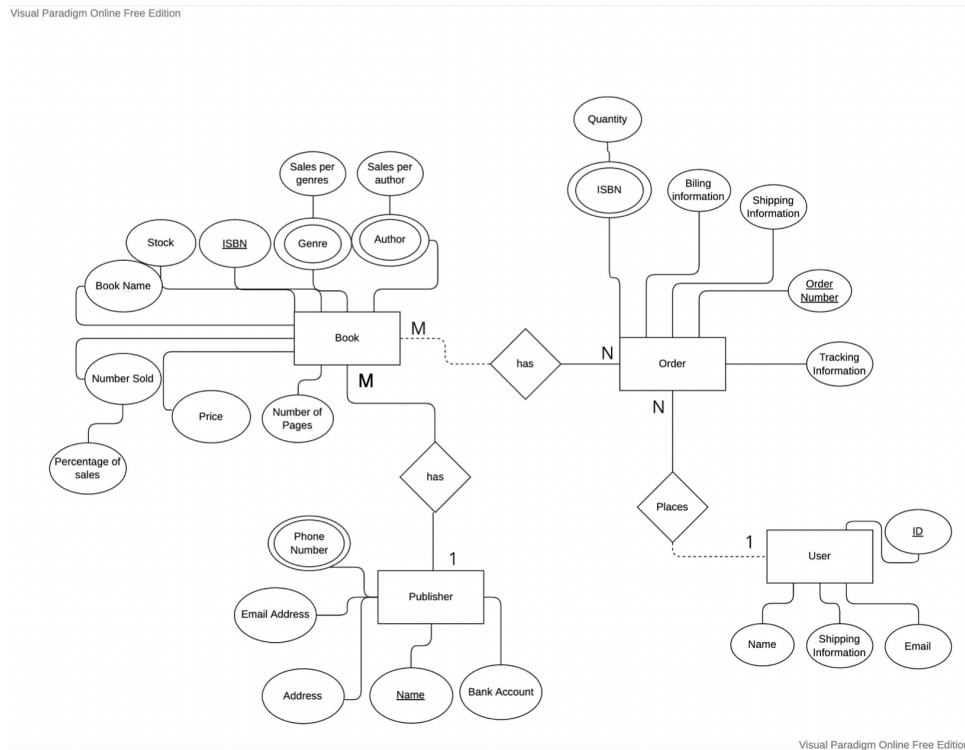 Visual Paradigm Online Free Edition
Quantity
Sales per
genres
Sales per
author
ISBN
Biling
information
Shipping
Information
Stock
ISBN
Genre
Author
Book Name
Order
Number
Book
M
has
N
Order
Tracking
Information
Number Sold
M
N
Price
Number of
Pages
Percentage of
sales
has
Places
Phone
Number
1
1
User
ID
Publisher
Email Address
Name
Shipping
Information
Email
Address
Name
Bank Account
Visual Paradigm Online Free Edition